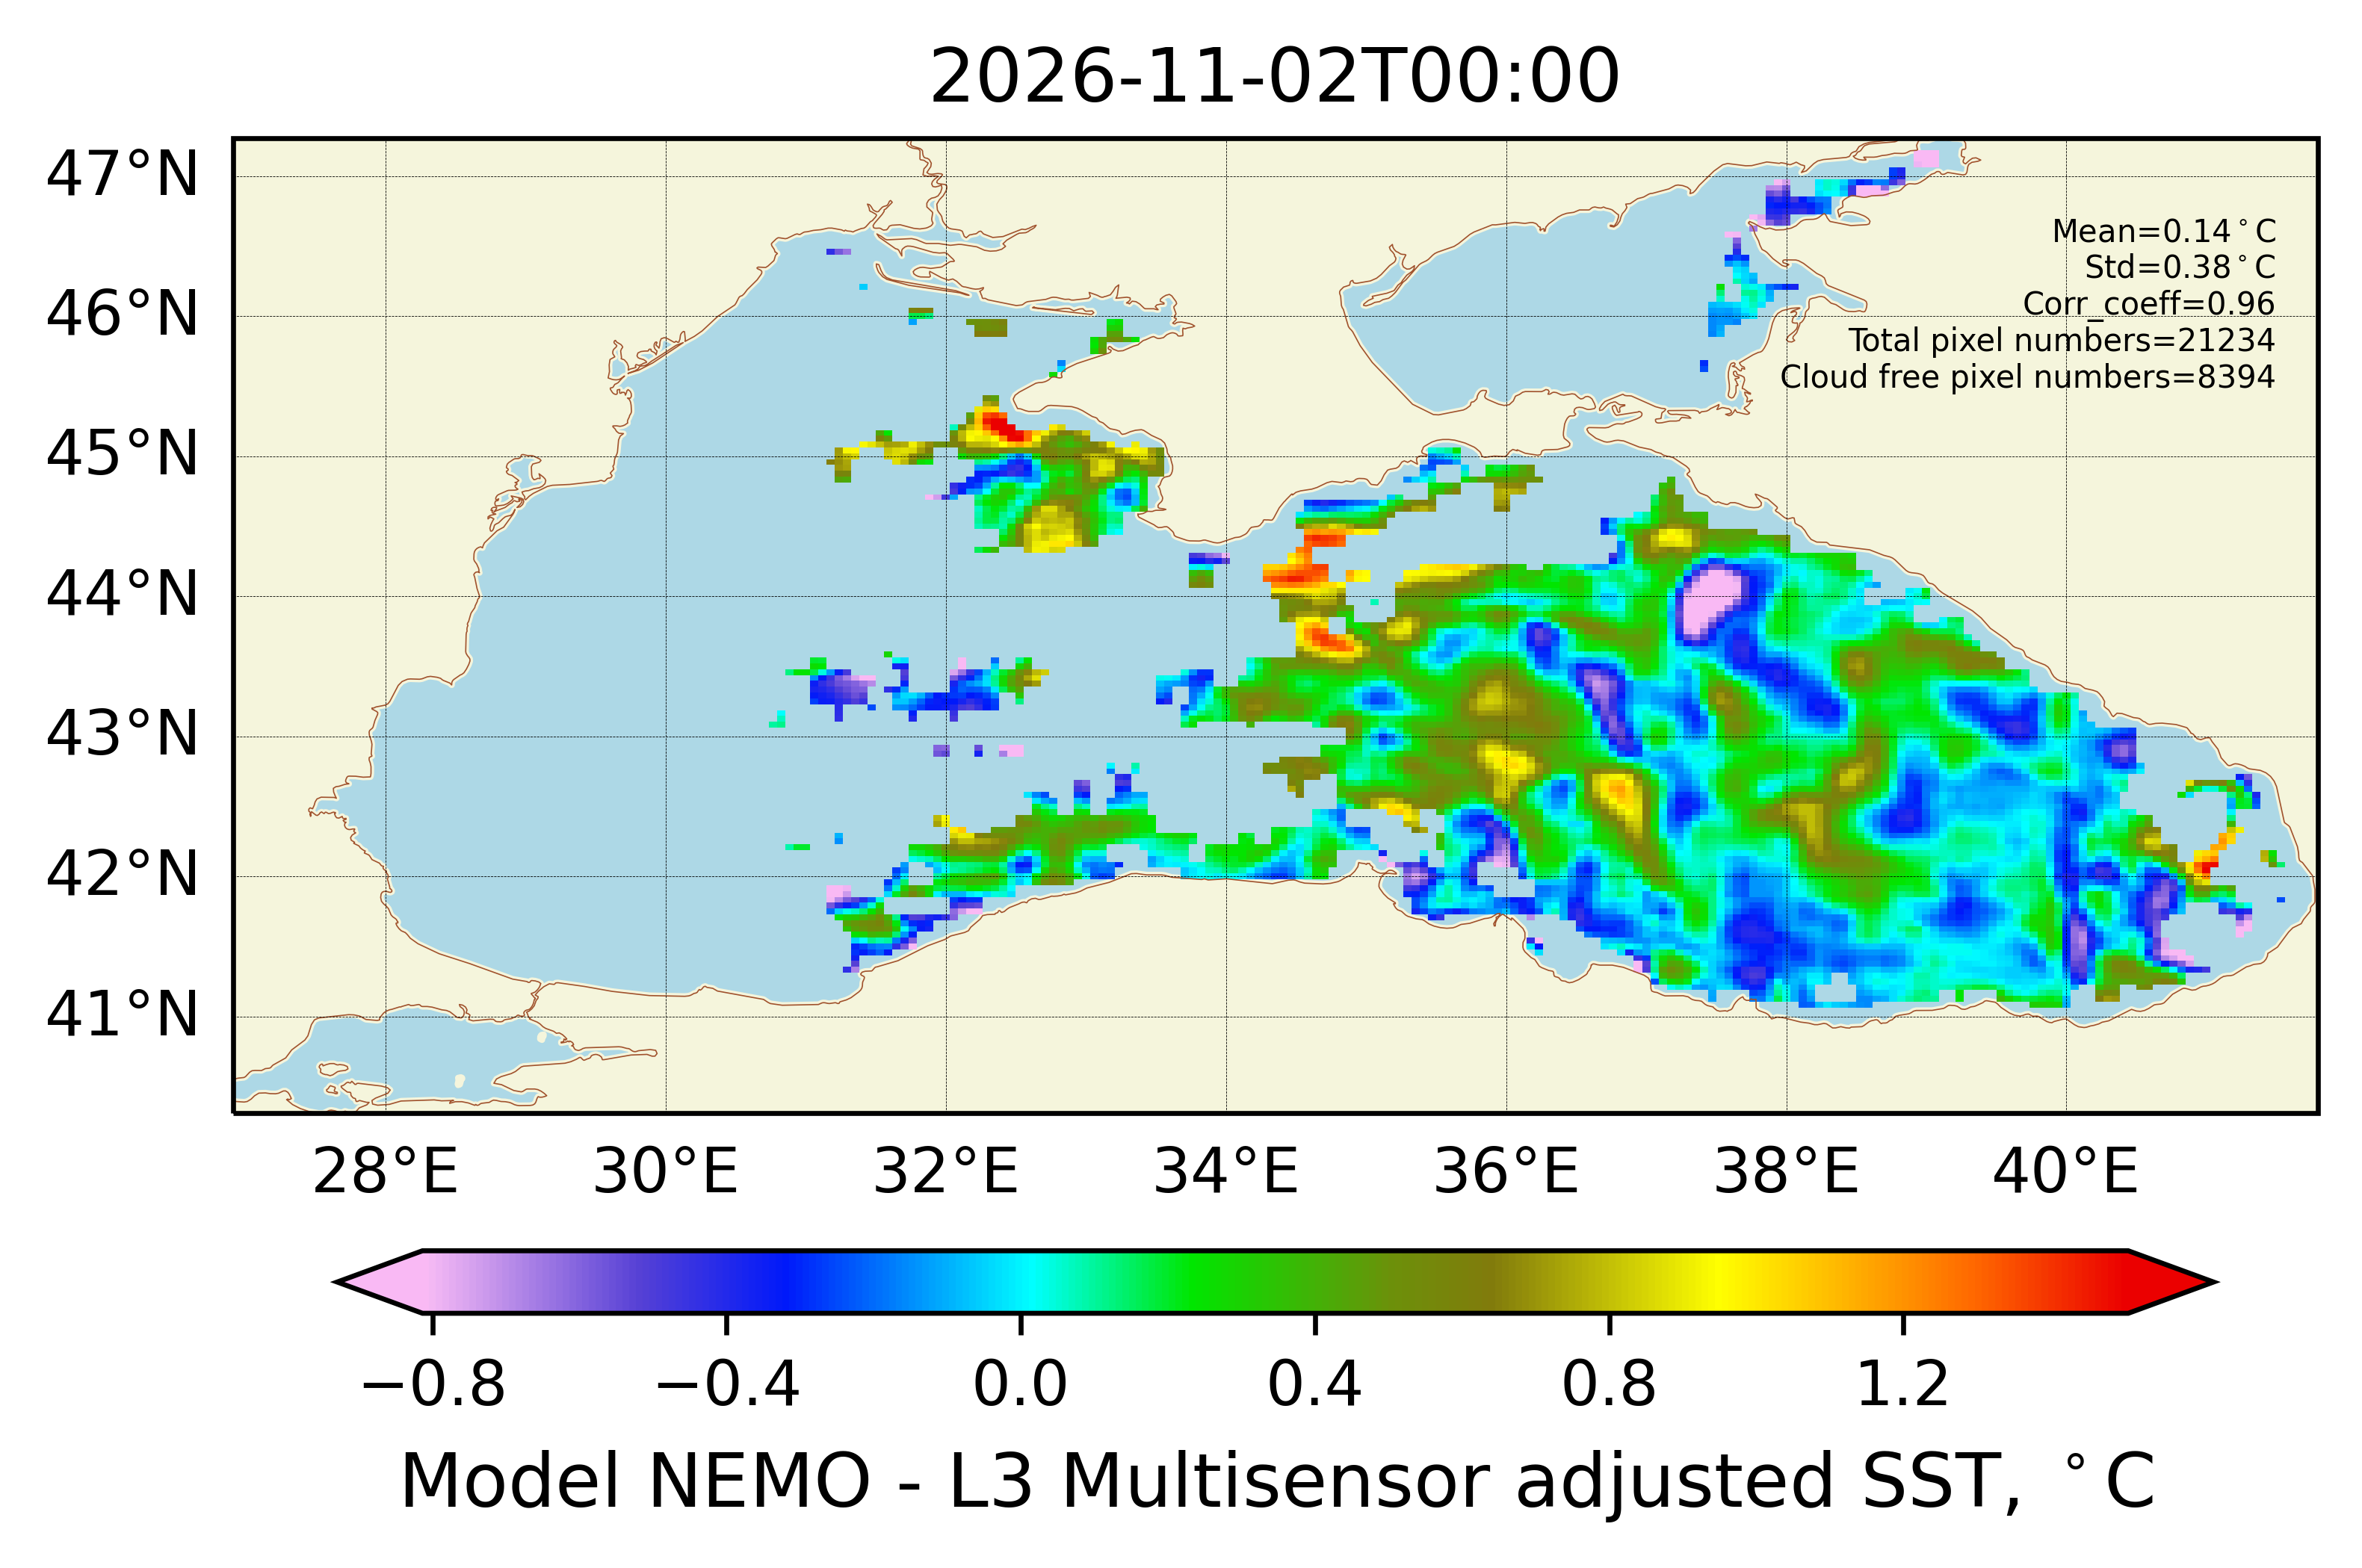 2026-11-02T00:00
47°N
46°N
45°N
44°N
43°N
42°N
41°N
Mean=0.14°C
Std=0.38°C
Corr_coeff=0.96
Total pixel numbers=21234
Cloud free pixel numbers=8394
28°E 30°E 32°E 34°E 36°E 38°E 40°E
−0.8 −0.4 0.0 0.4 0.8 1.2
Model NEMO - L3 Multisensor adjusted SST, °C